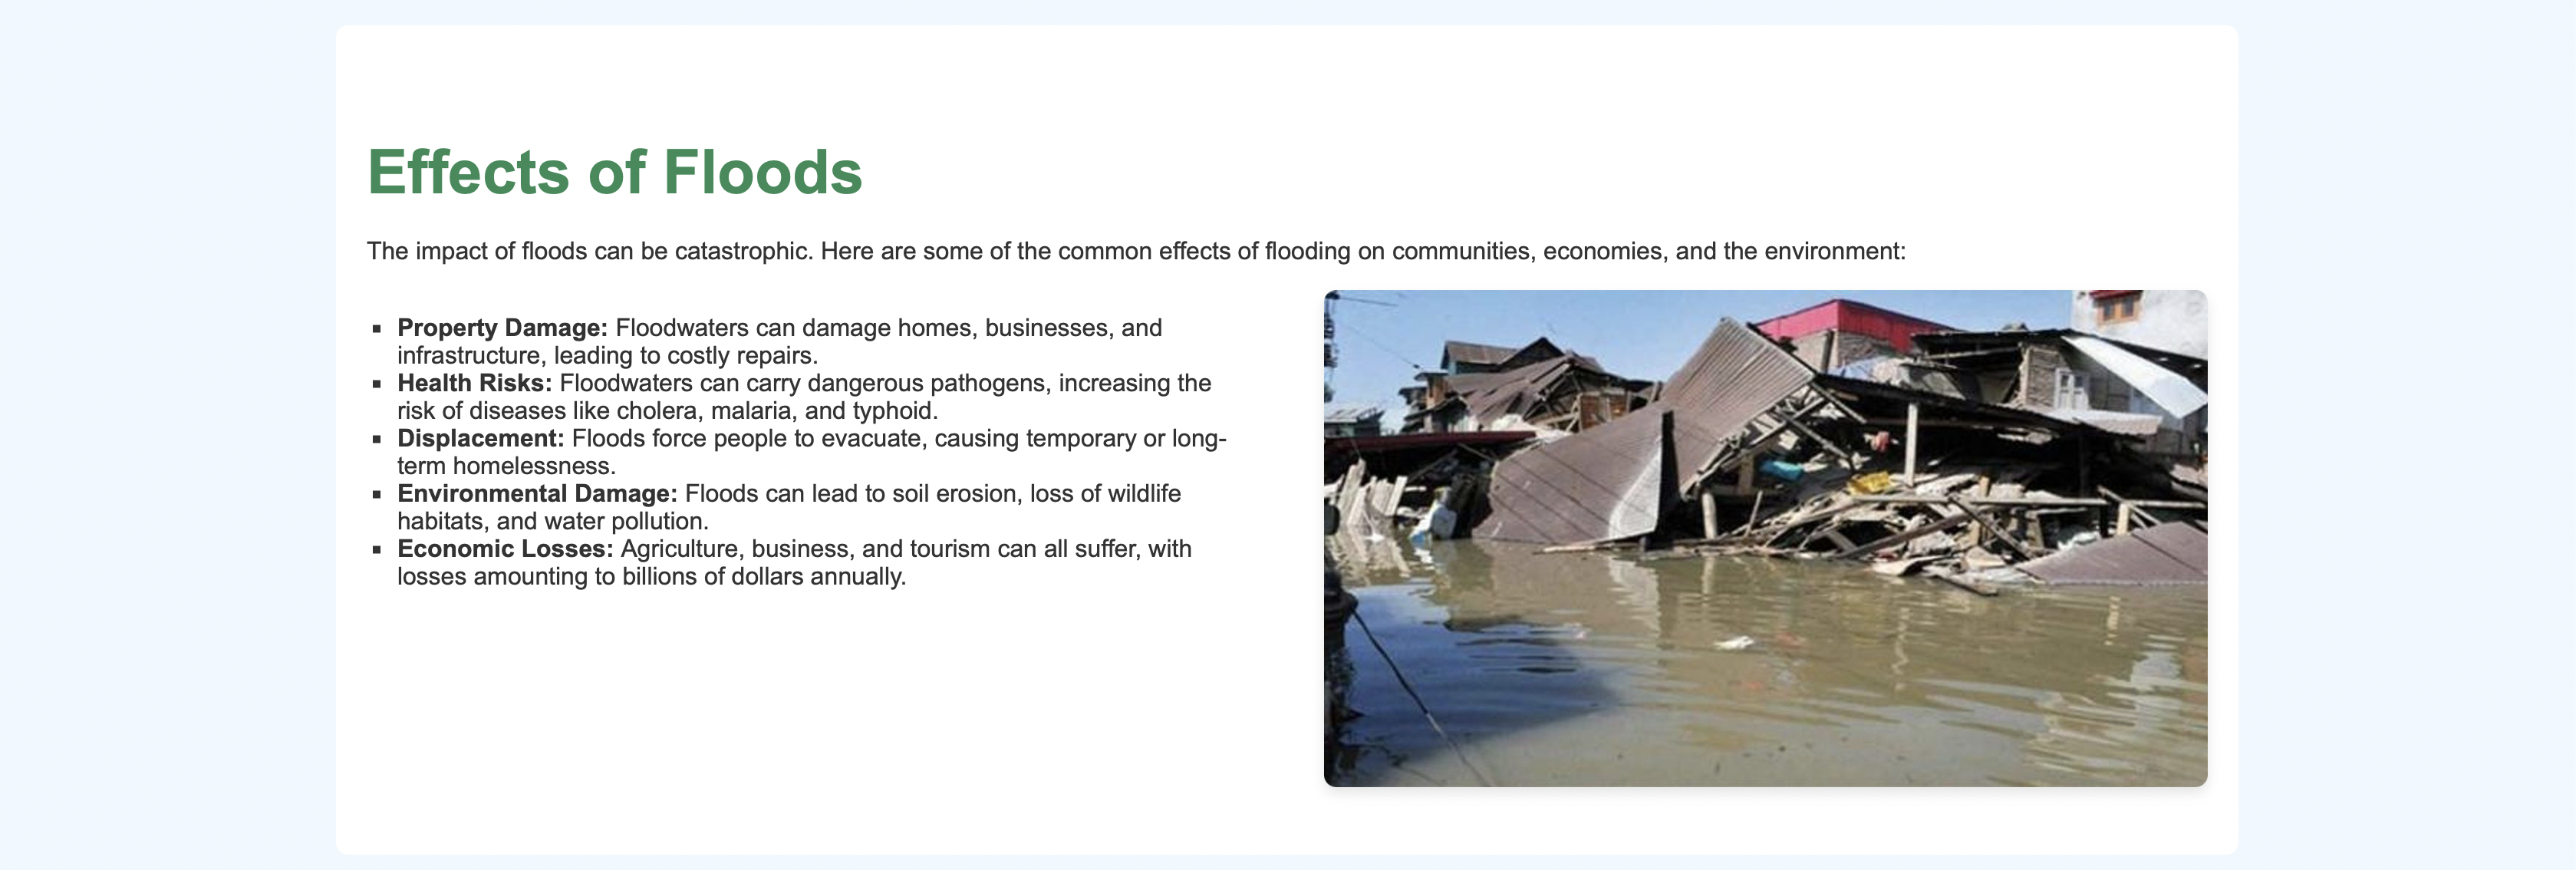 Effects of Floods
The impact of floods can be catastrophic. Here are some of the common effects of flooding on communities, economies, and the environment:
▪ Property Damage: Floodwaters can damage homes, businesses, and
infrastructure, leading to costly repairs.
▪ Health Risks: Floodwaters can carry dangerous pathogens, increasing the
risk of diseases like cholera, malaria, and typhoid.
▪ Displacement: Floods force people to evacuate, causing temporary or long-
term homelessness.
▪ Environmental Damage: Floods can lead to soil erosion, loss of wildlife
habitats, and water pollution.
▪ Economic Losses: Agriculture, business, and tourism can all suffer, with
losses amounting to billions of dollars annually.